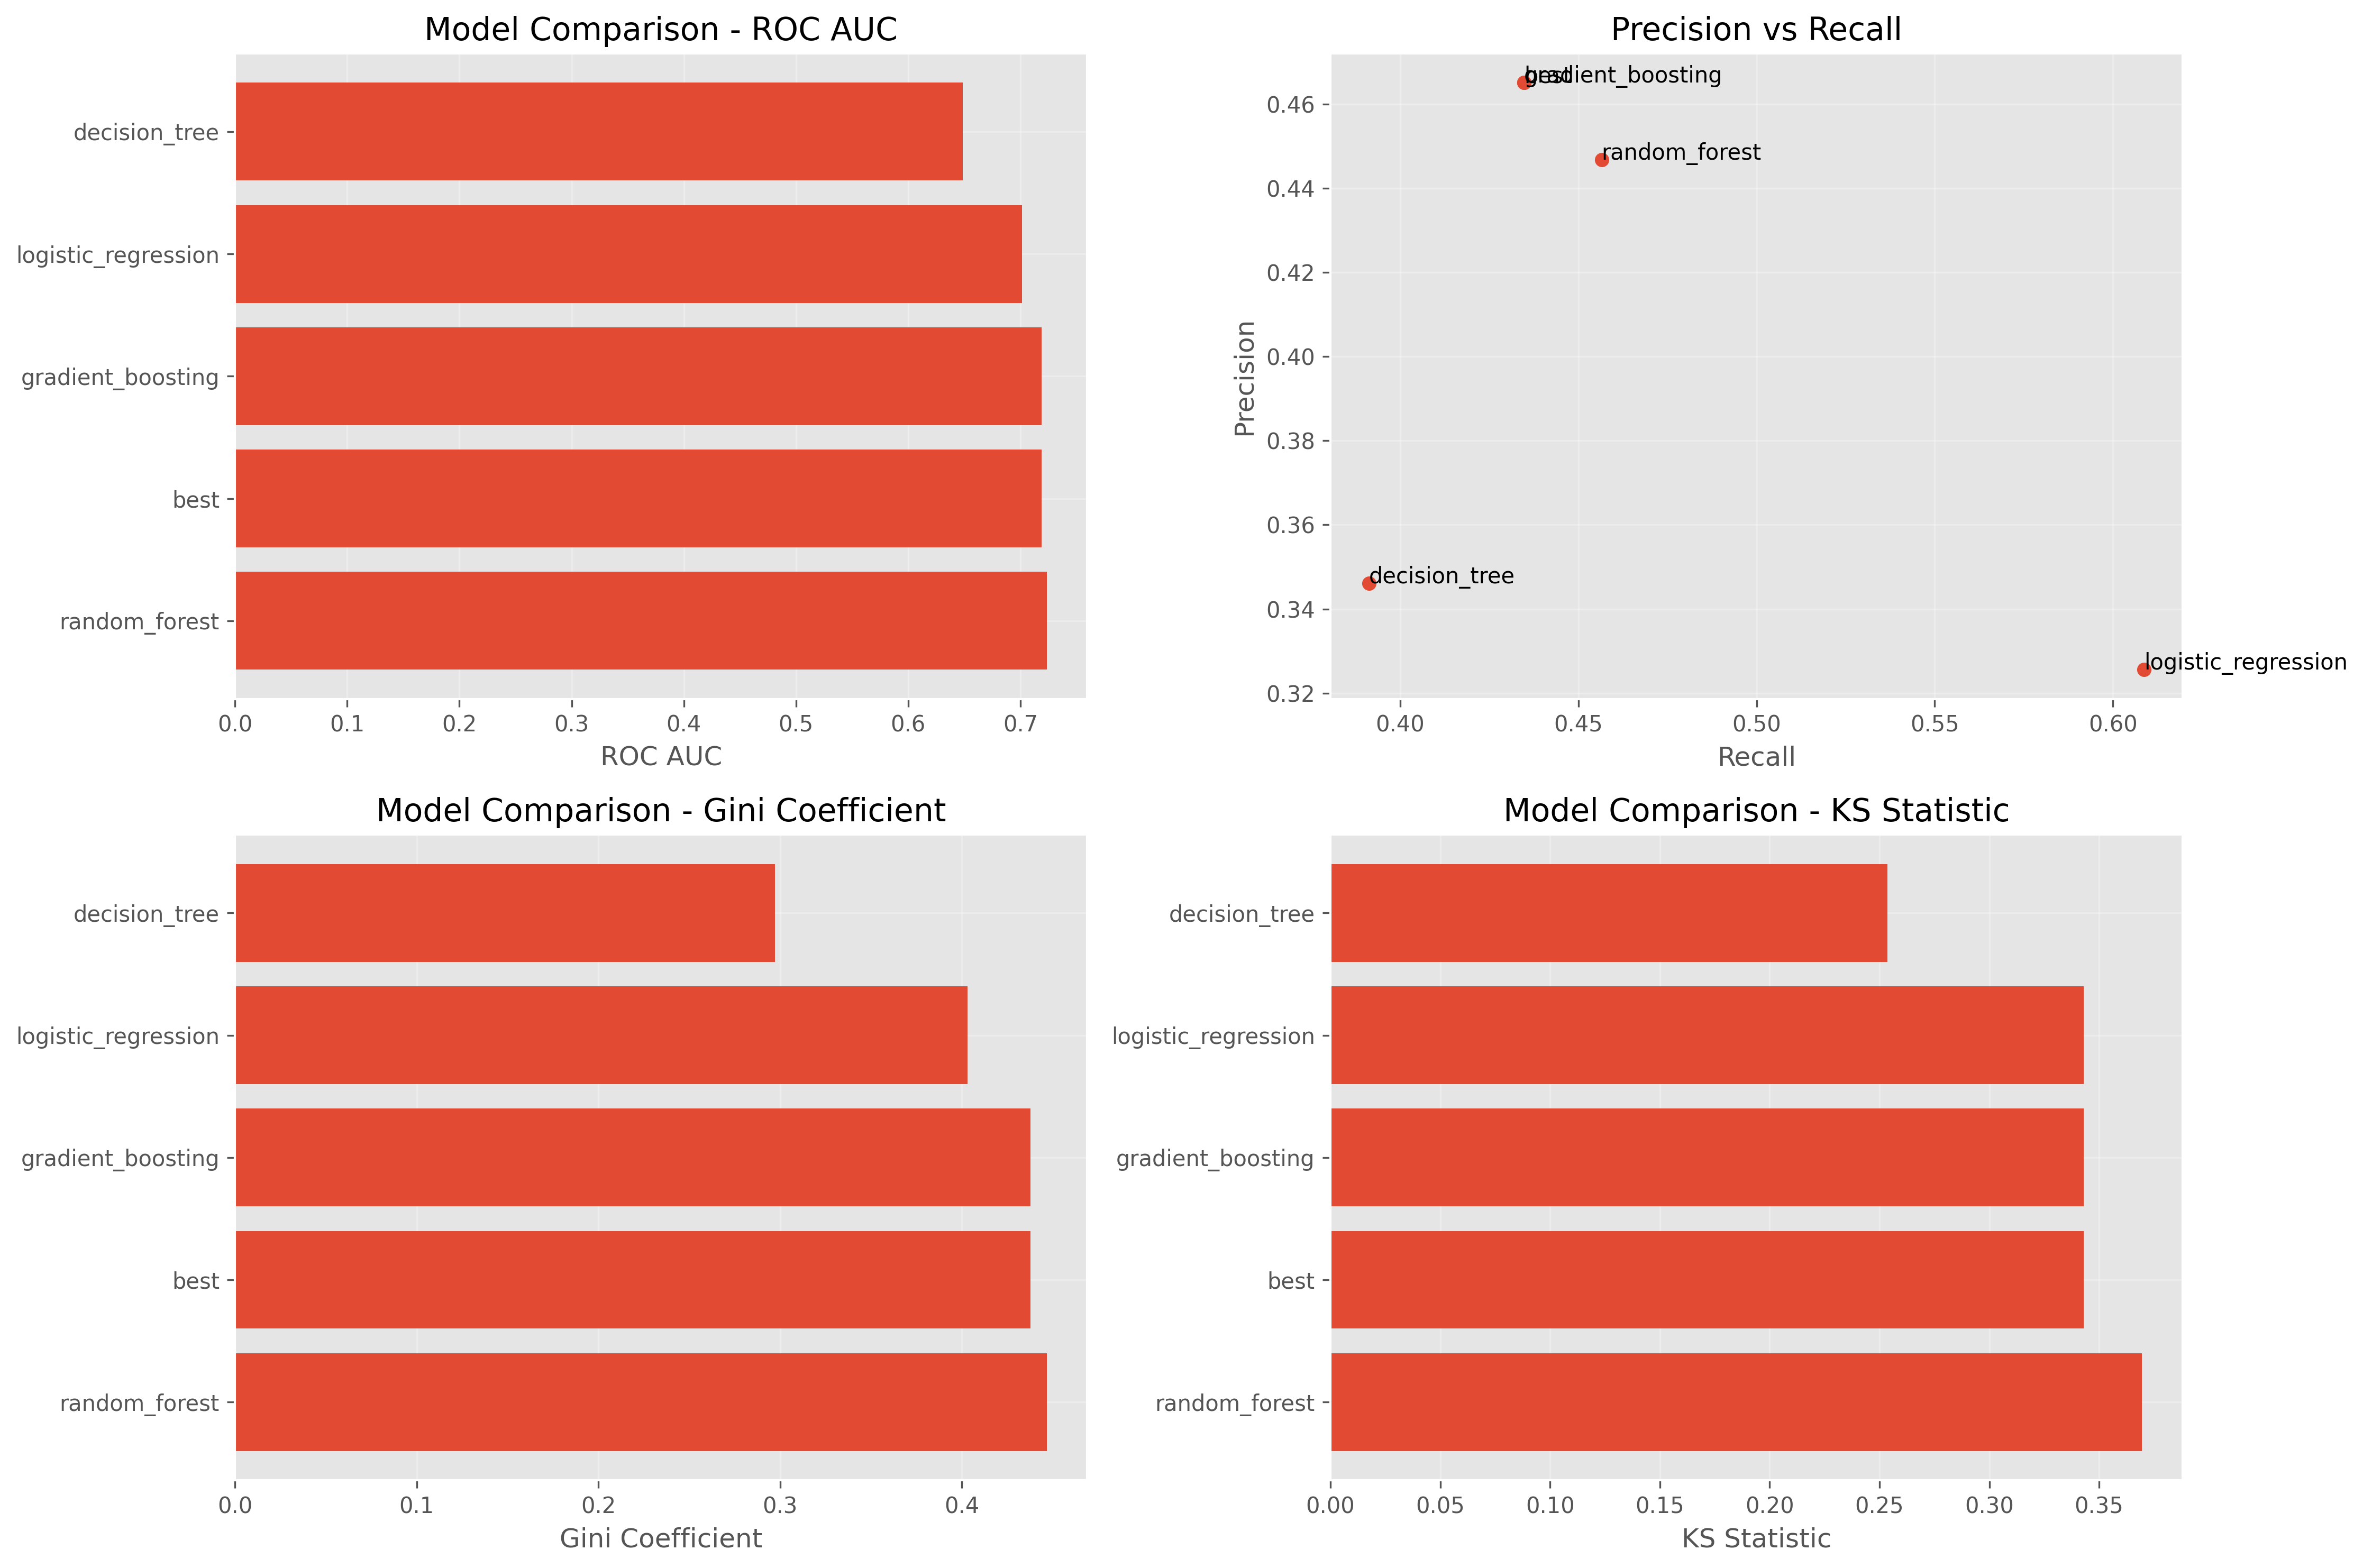 Model Comparison - ROC AUC
decision_tree
logistic_regression
gradient_boosting
best
random_forest
0.0 0.1 0.2 0.3 0.4 0.5 0.6 0.7
ROC AUC
Precision vs Recall
0.46
0.44
0.42
0.40
0.38
0.36
0.34
0.32
Precision
best
gradient_boosting
random_forest
decision_tree
logistic_regression
0.40 0.45 0.50 0.55 0.60
Recall
Model Comparison - Gini Coefficient
decision_tree
logistic_regression
gradient_boosting
best
random_forest
0.0 0.1 0.2 0.3 0.4
Gini Coefficient
Model Comparison - KS Statistic
decision_tree
logistic_regression
gradient_boosting
best
random_forest
0.00 0.05 0.10 0.15 0.20 0.25 0.30 0.35
KS Statistic